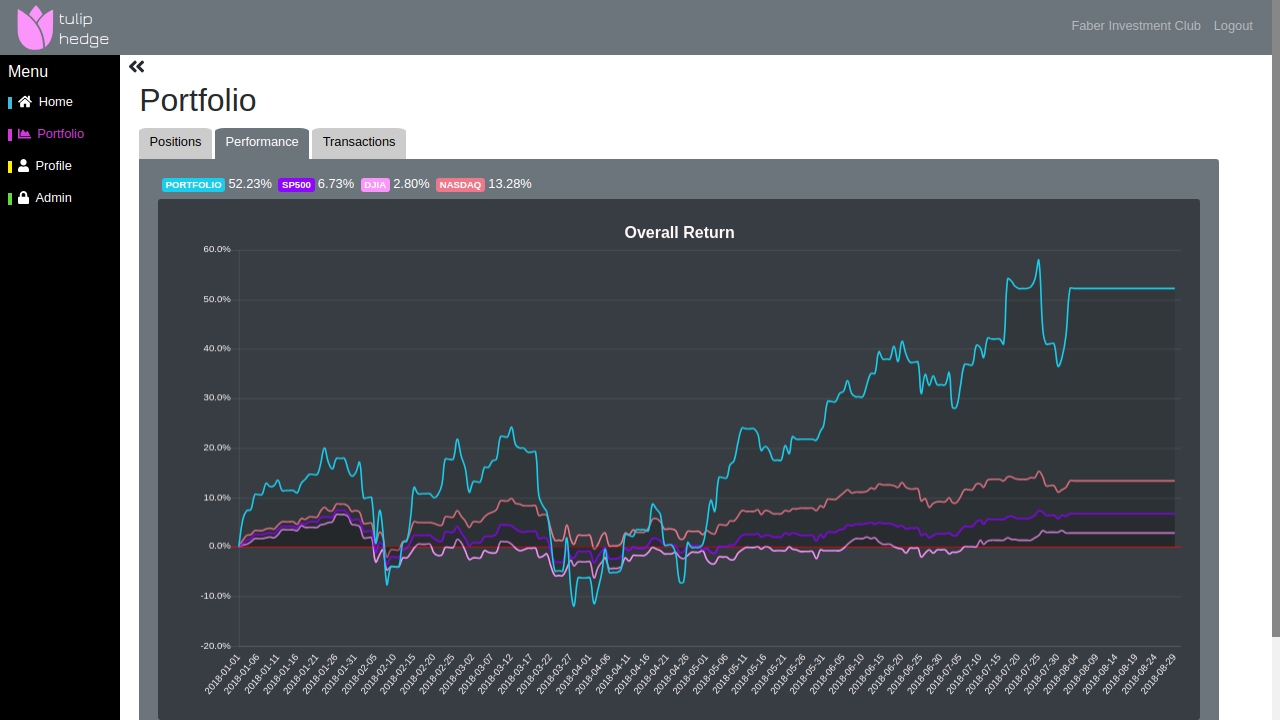 tulip
hedge
Faber Investment Club Logout
Menu
Home
Portfolio
Profile
Admin
Portfolio
Positions Performance Transactions
PORTFOLIO 52.23% SP500 6.73% DJIA 2.80% NASDAQ 13.28%
Overall Return
60.0%
50.0%
40.0%
30.0%
20.0%
10.0%
0.0%
-10.0%
-20.0%
2018-01-01 2018-01-06 2018-01-11 2018-01-16 2018-01-21 2018-01-26 2018-01-31 2018-02-05 2018-02-10 2018-02-15 2018-02-20 2018-02-25 2018-03-02 2018-03-07 2018-03-12 2018-03-17 2018-03-22 2018-03-27 2018-04-01 2018-04-06 2018-04-11 2018-04-16 2018-04-21 2018-04-26 2018-05-01 2018-05-06 2018-05-11 2018-05-16 2018-05-21 2018-05-26 2018-05-31 2018-06-05 2018-06-10 2018-06-15 2018-06-20 2018-06-25 2018-06-30 2018-07-05 2018-07-10 2018-07-15 2018-07-20 2018-07-25 2018-07-30 2018-08-04 2018-08-09 2018-08-14 2018-08-19 2018-08-24 2018-08-29